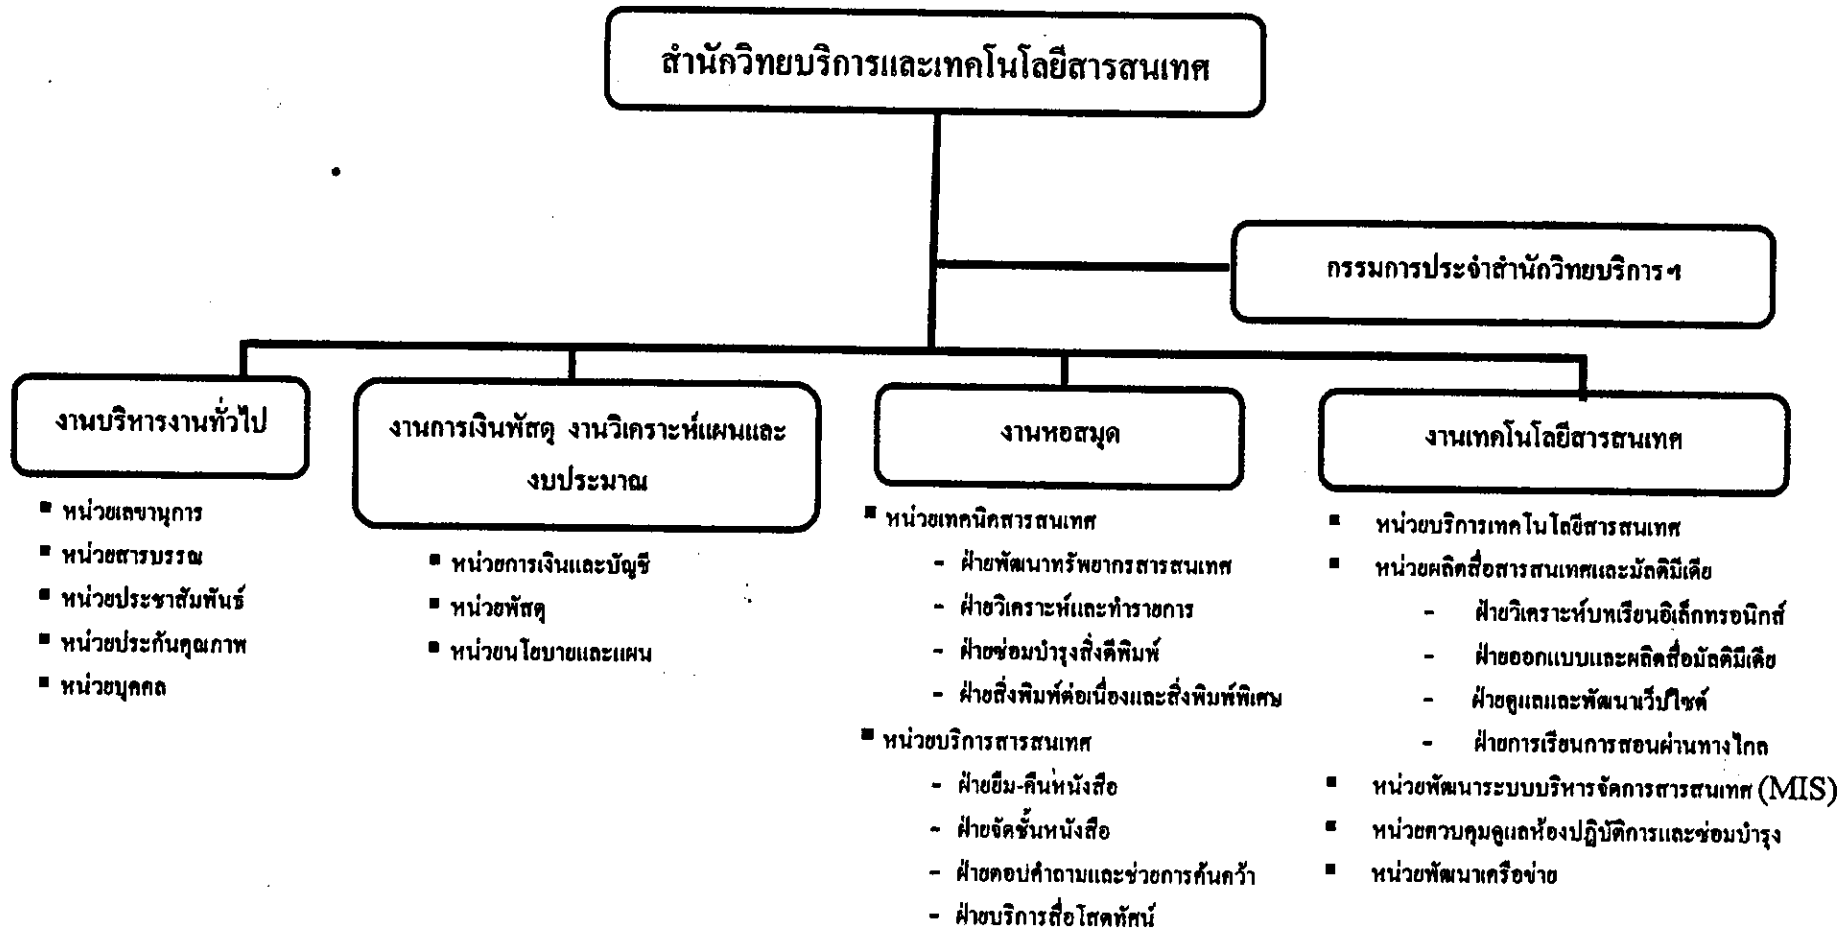 สำนักวิทยบริการและเทคโนโลยีสารสนเทศ
กรรมการประจำสำนักวิทยบริการฯ
งานบริหารงานทั่วไป
■ หน่วยเลขานุการ
■ หน่วยสารบรรณ
■ หน่วยประชาสัมพันธ์
■ หน่วยประกันคุณภาพ
■ หน่วยบุคคล
งานการเงินพัสดุ งานวิเคราะห์แผนและ
งบประมาณ
■ หน่วยการเงินและบัญชี
■ หน่วยพัสดุ
■ หน่วยนโยบายและแผน
งานหอสมุด
■ หน่วยเทคนิคสารสนเทศ
- ฝ่ายพัฒนาทรัพยากรสารสนเทศ
- ฝ่ายวิเคราะห์และทำรายการ
- ฝ่ายซ่อมบำรุงสิ่งตีพิมพ์
- ฝ่ายสิ่งพิมพ์ต่อเนื่องและสิ่งพิมพ์พิเศษ
■ หน่วยบริการสารสนเทศ
- ฝ่ายยืม-คืนหนังสือ
- ฝ่ายจัดชั้นหนังสือ
- ฝ่ายตอบคำถามและช่วยการค้นคว้า
- ฝ่ายบริการสื่อโสตทัศน์
งานเทคโนโลยีสารสนเทศ
■ หน่วยบริการเทคโนโลยีสารสนเทศ
■ หน่วยผลิตสื่อสารสนเทศและมัลติมีเดีย
- ฝ่ายวิเคราะห์บทเรียนอิเล็กทรอนิกส์
- ฝ่ายออกแบบและผลิตสื่อมัลติมีเดีย
- ฝ่ายดูแลและพัฒนาเว็บไซต์
- ฝ่ายการเรียนการสอนผ่านทางไกล
■ หน่วยพัฒนาระบบบริหารจัดการสารสนเทศ (MIS)
■ หน่วยควบคุมดูแลห้องปฏิบัติการและซ่อมบำรุง
■ หน่วยพัฒนาเครือข่าย